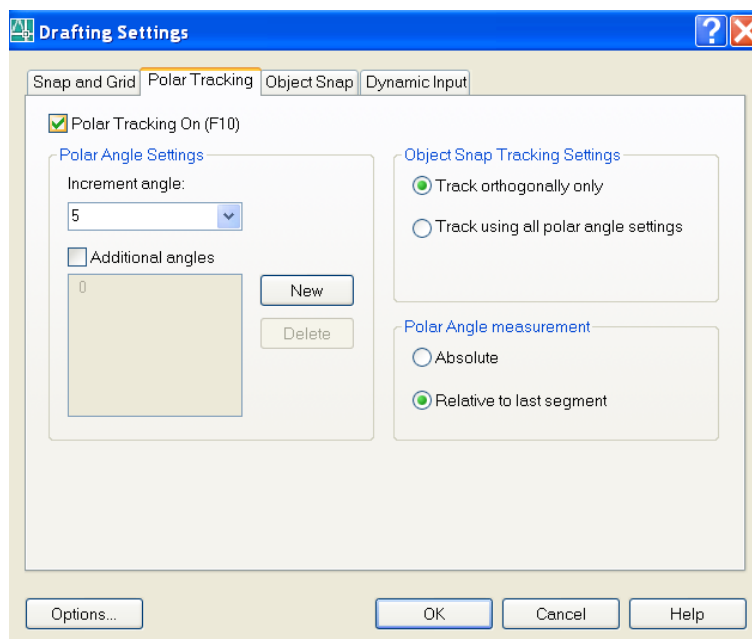 Drafting Settings
?
Snap and Grid Polar Tracking Object Snap Dynamic Input
Polar Tracking On (F10)
Polar Angle Settings
Increment angle:
5
Additional angles
0
New
Delete
Object Snap Tracking Settings
Track orthogonally only
Track using all polar angle settings
Polar Angle measurement
Absolute
Relative to last segment
Options... OK Cancel Help